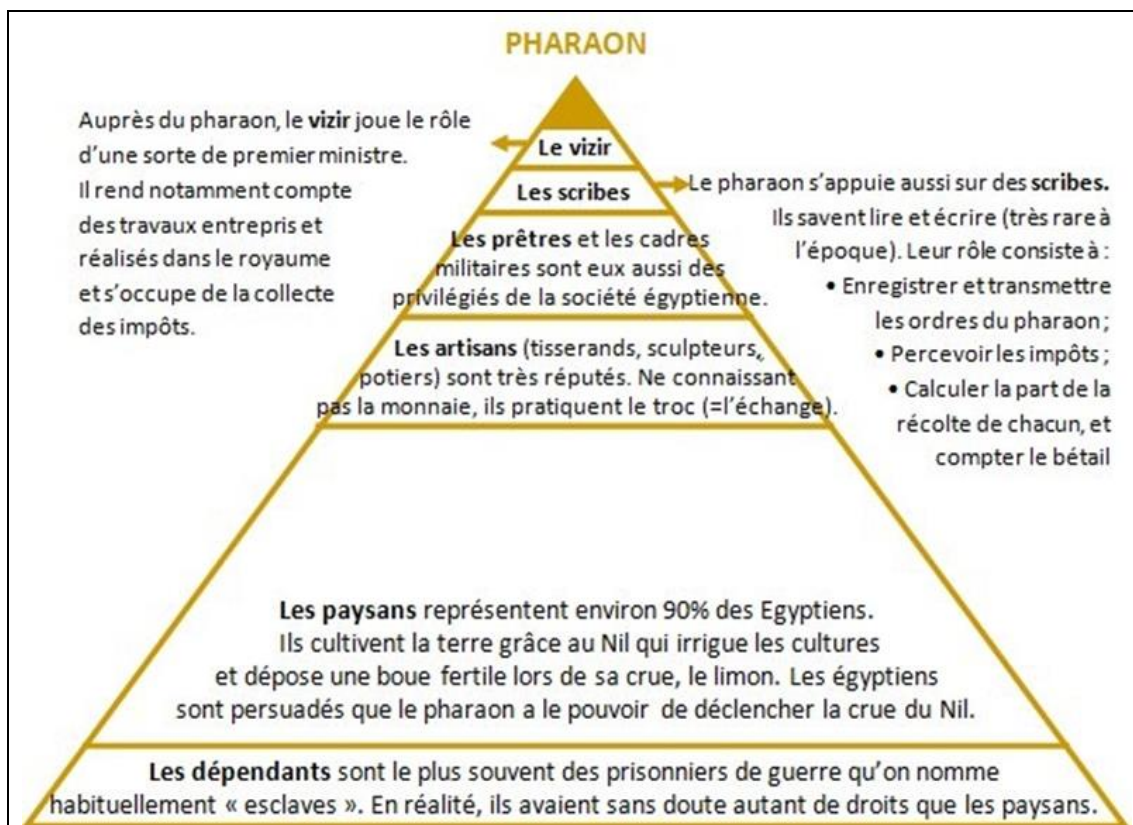 PHARAON
Auprès du pharaon, le vizir joue le rôle
d'une sorte de premier ministre.
Il rend notamment compte
des travaux entrepris et
réalisés dans le royaume
et s'occupe de la collecte
des impôts.
Le vizir
Les scribes
Le pharaon s'appuie aussi sur des scribes.
Ils savent lire et écrire (très rare à
l'époque). Leur rôle consiste à :
• Enregistrer et transmettre
les ordres du pharaon ;
• Percevoir les impôts ;
• Calculer la part de la
récolte de chacun, et
compter le bétail
Les prêtres et les cadres
militaires sont eux aussi des
privilégiés de la société égyptienne.
Les artisans (tisserands, sculpteurs,
potiers) sont très réputés. Ne connaissant
pas la monnaie, ils pratiquent le troc (=l'échange).
Les paysans représentent environ 90% des Egyptiens.
Ils cultivent la terre grâce au Nil qui irrigue les cultures
et dépose une boue fertile lors de sa crue, le limon. Les égyptiens
sont persuadés que le pharaon a le pouvoir de déclencher la crue du Nil.
Les dépendants sont le plus souvent des prisonniers de guerre qu'on nomme
habituellement « esclaves ». En réalité, ils avaient sans doute autant de droits que les paysans.